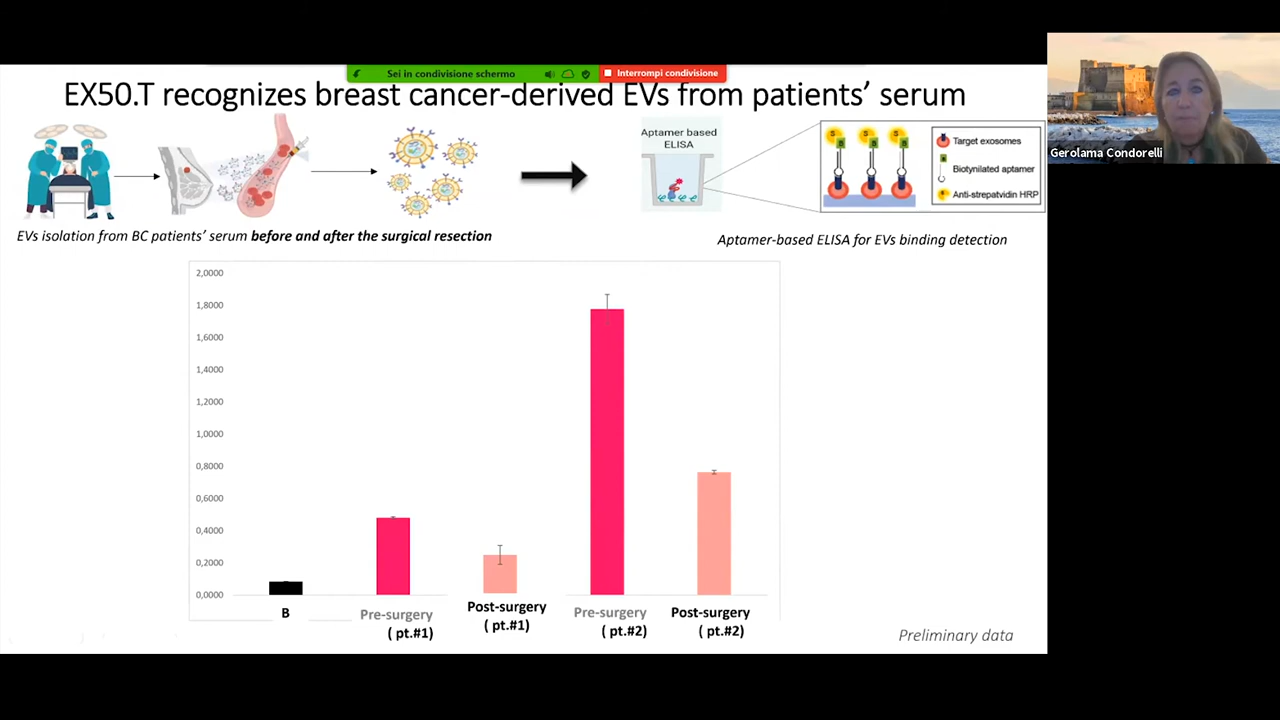 Sei in condivisione schermo
Interrompi condivisione
EX50.T recognizes breast cancer-derived EVs from patients’ serum
Gerolama Condorelli
Aptamer based
ELISA
S S S
B B B
Target exosomes
B
Biotynilated aptamer
S
Anti-strepatvidin HRP
EVs isolation from BC patients’ serum before and after the surgical resection
Aptamer-based ELISA for EVs binding detection
2,0000
1,8000
1,6000
1,4000
1,2000
1,0000
0,8000
0,6000
0,4000
0,2000
0,0000
B
Pre-surgery
( pt.#1)
Post-surgery
( pt.#1)
Pre-surgery
( pt.#2)
Post-surgery
( pt.#2)
Preliminary data